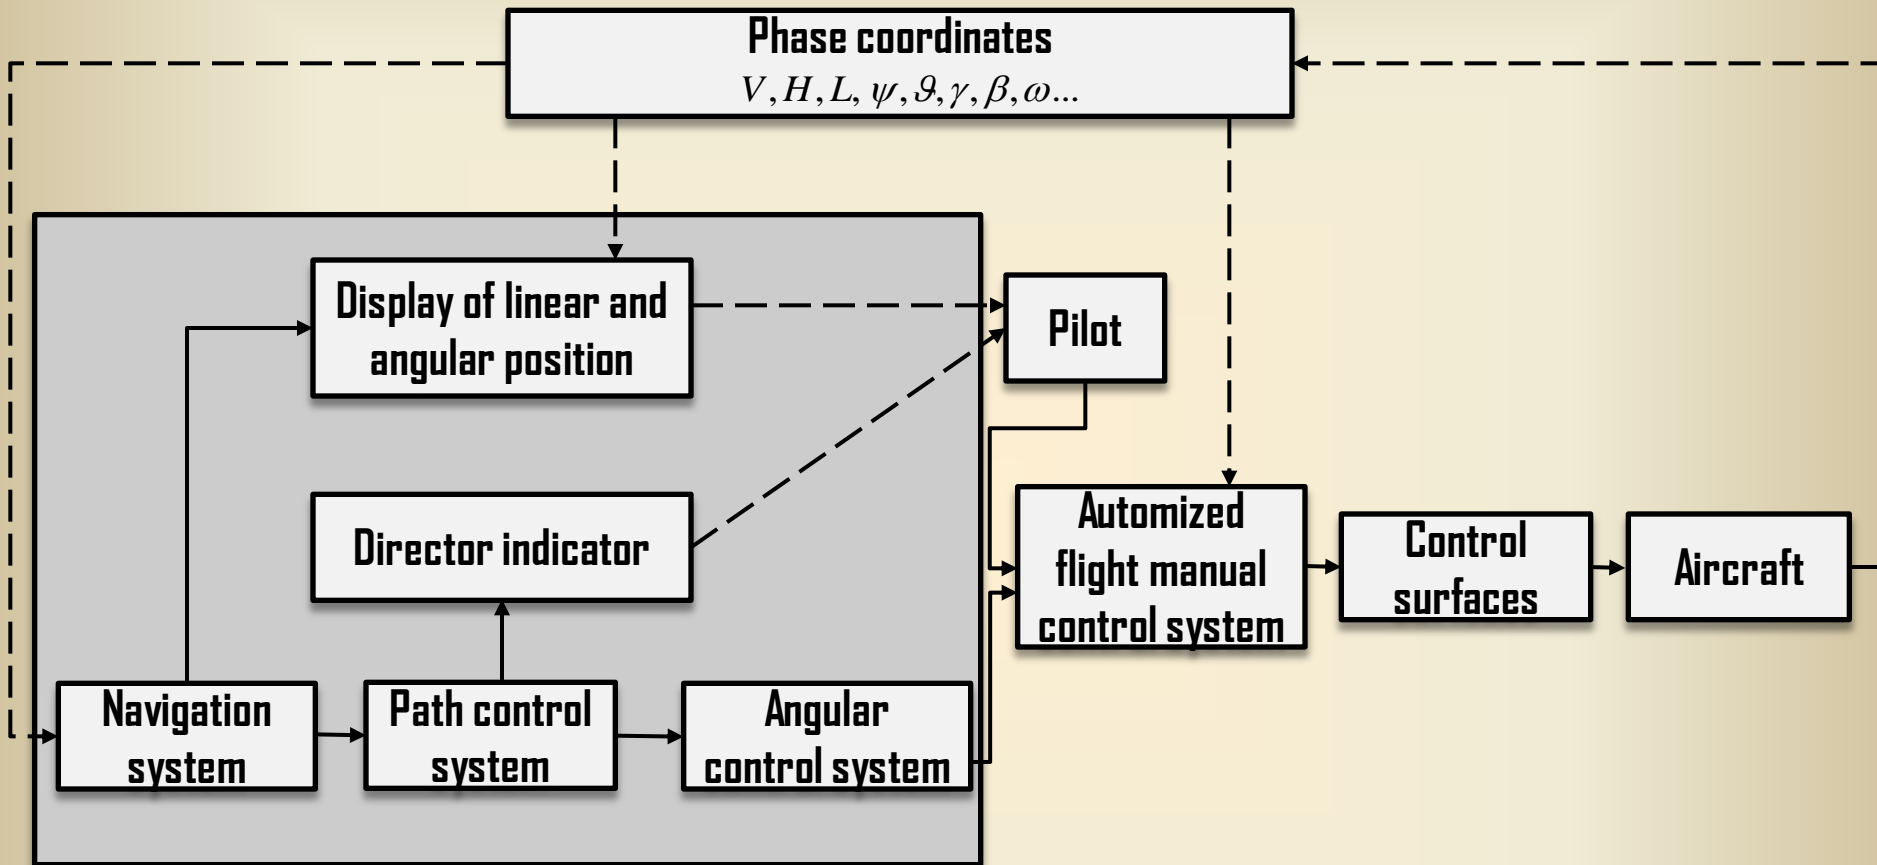 Phase coordinates
V, H, L, ψ, ϑ, γ, β, ω...
Display of linear and
angular position
Pilot
Director indicator
Automized
flight manual
control system
Control
surfaces
Aircraft
Navigation
system
Path control
system
Angular
control system